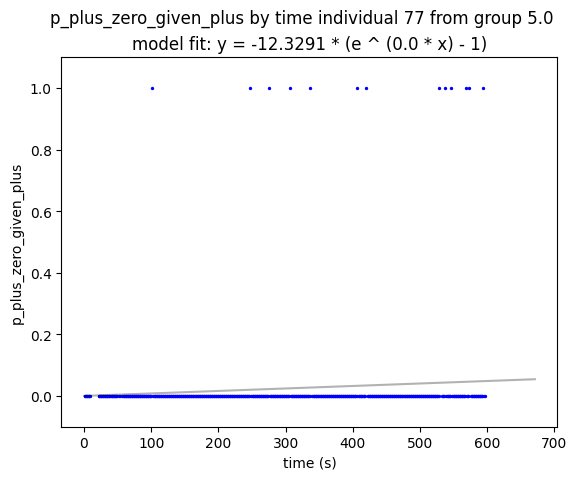 p_plus_zero_given_plus by time individual 77 from group 5.0
model fit: y = -12.3291 * (e ^ (0.0 * x) - 1)
1.0
0.8
0.6
0.4
0.2
0.0
p_plus_zero_given_plus
0 100 200 300 400 500 600 700
time (s)